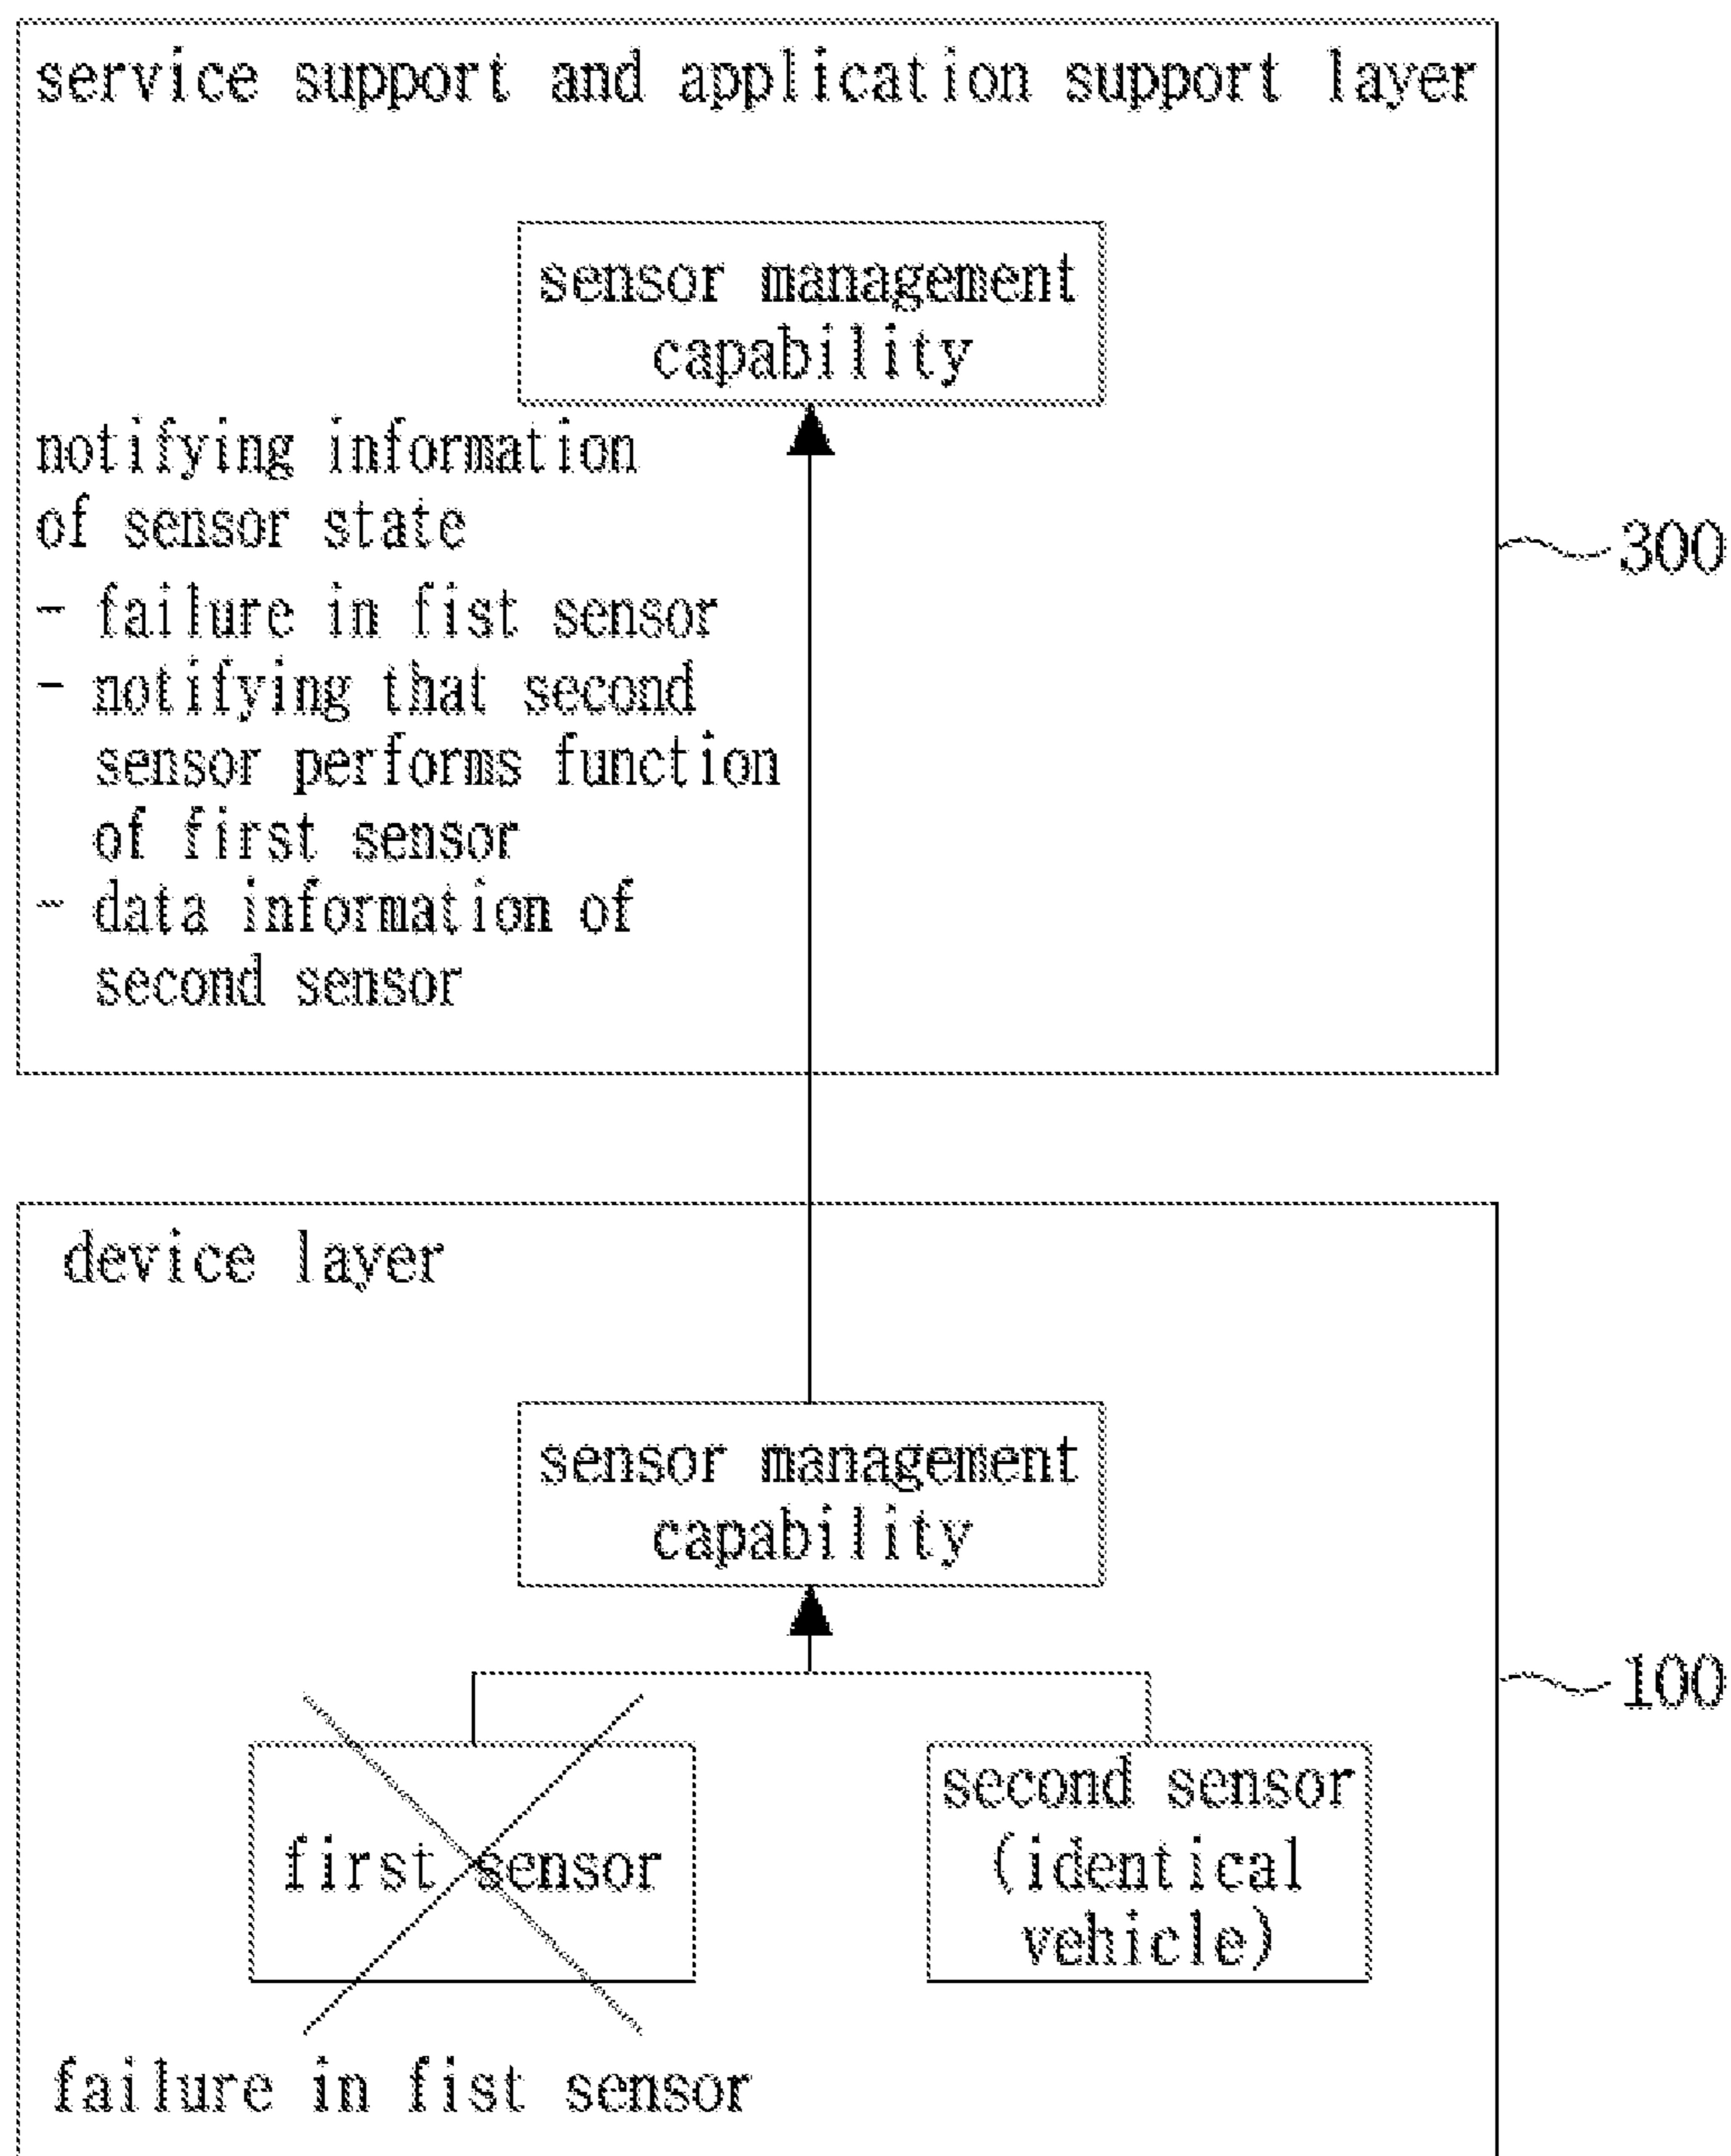 service support and application support layer
sensor management
capability
notifying information
of sensor state
- failure in fist sensor
- notifying that second
sensor performs function
of first sensor
- data information of
second sensor
300
device layer
sensor management
capability
100
first sensor
second sensor
(identical
vehicle)
failure in fist sensor